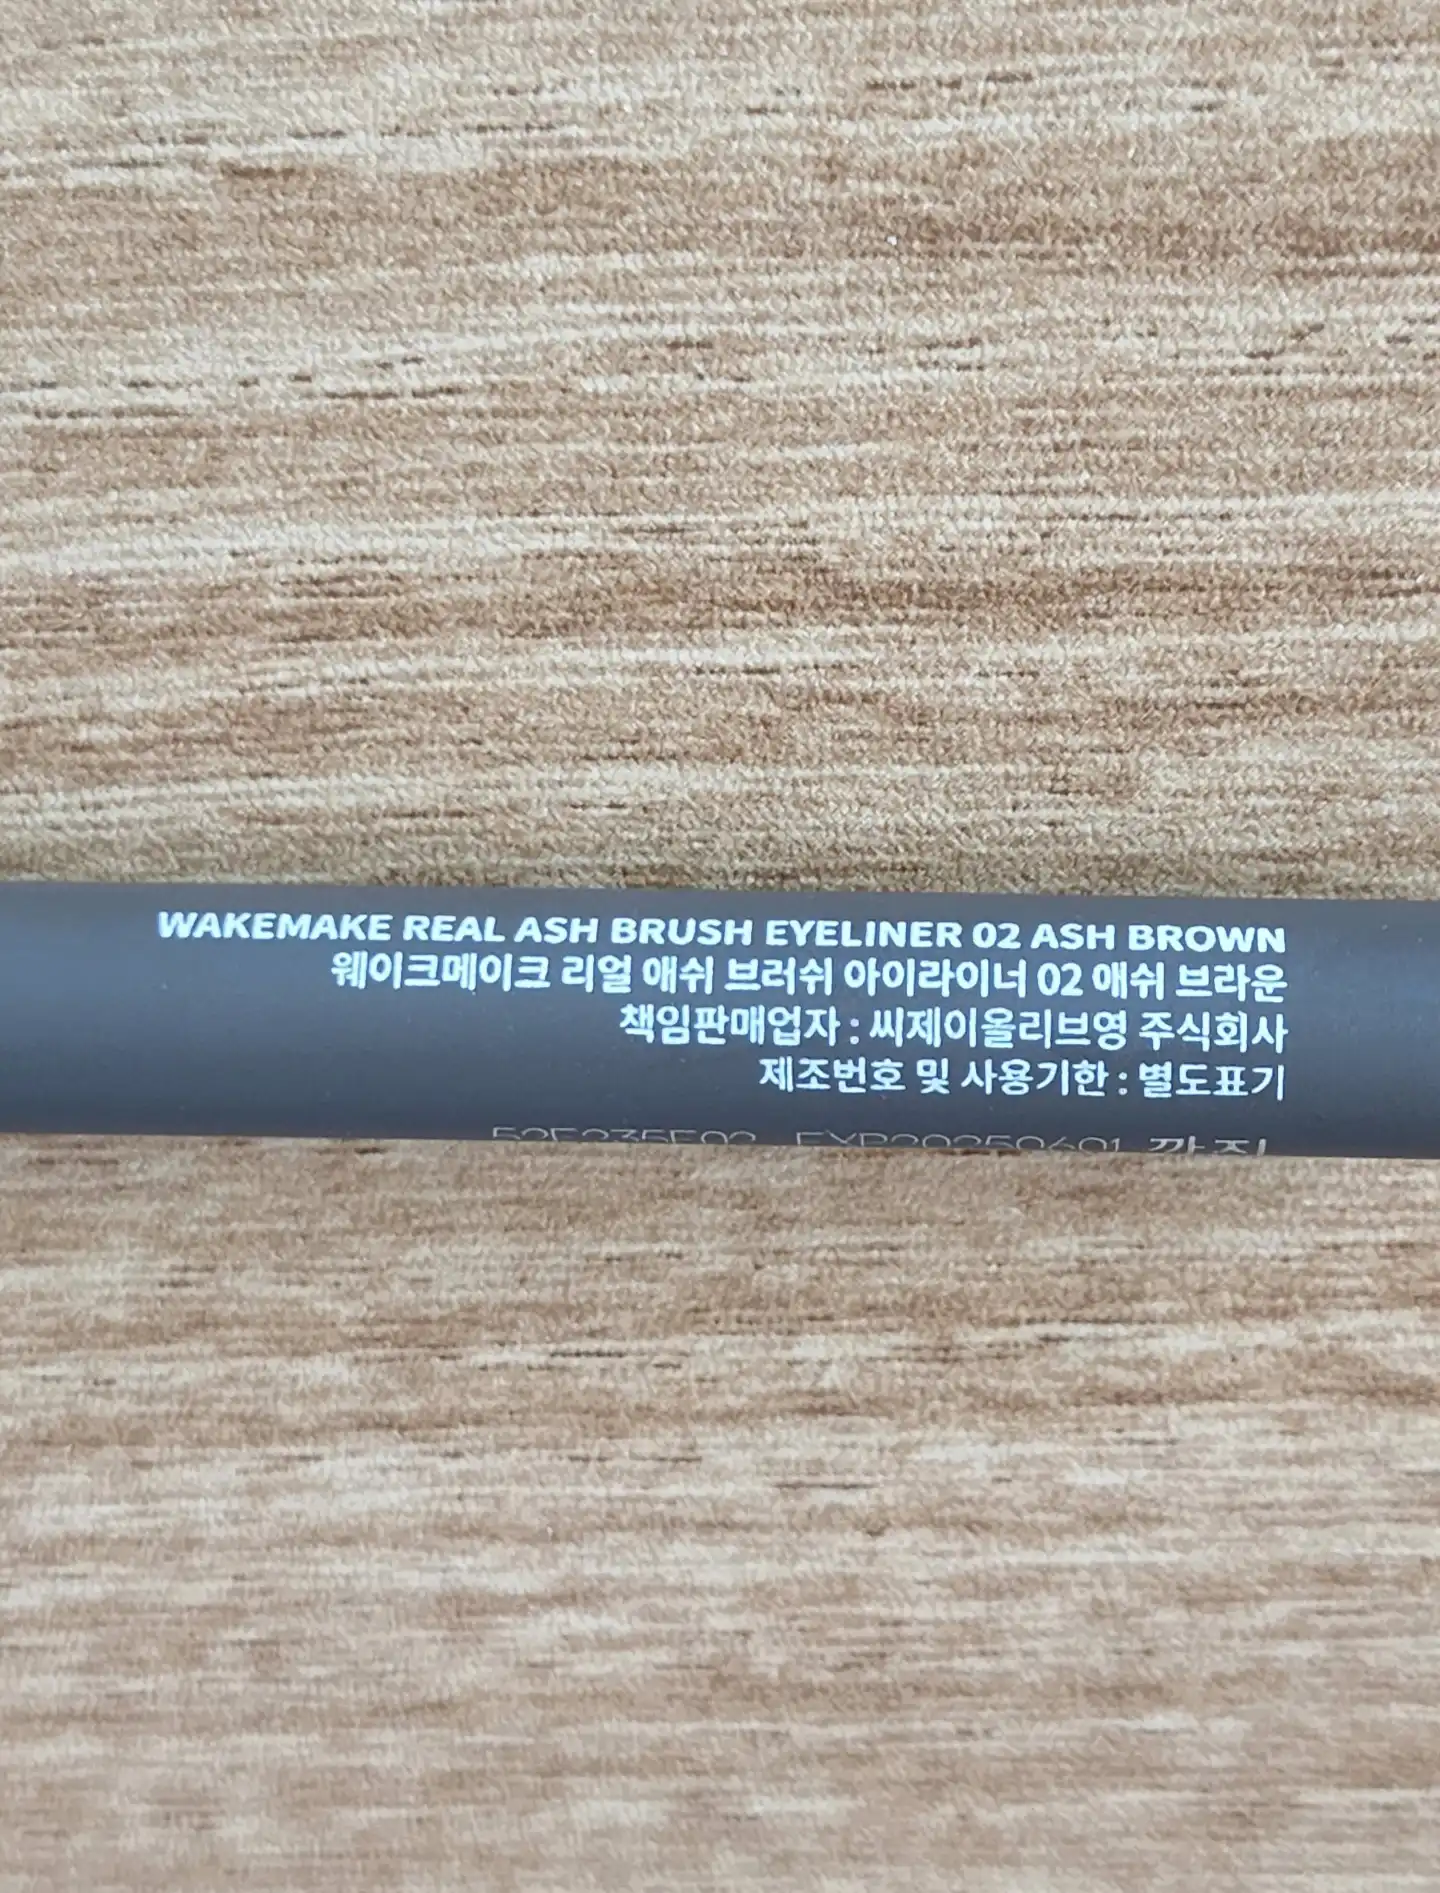 WAKEMAKE REAL ASH BRUSH EYELINER 02 ASH BROWN
웨이크메이크 리얼 애쉬 브러쉬 아이라이너 02 애쉬 브라운
책임판매업자 : 씨제이올리브영 주식회사
제조번호 및 사용기한 : 별도표기
EXP20250601 까지